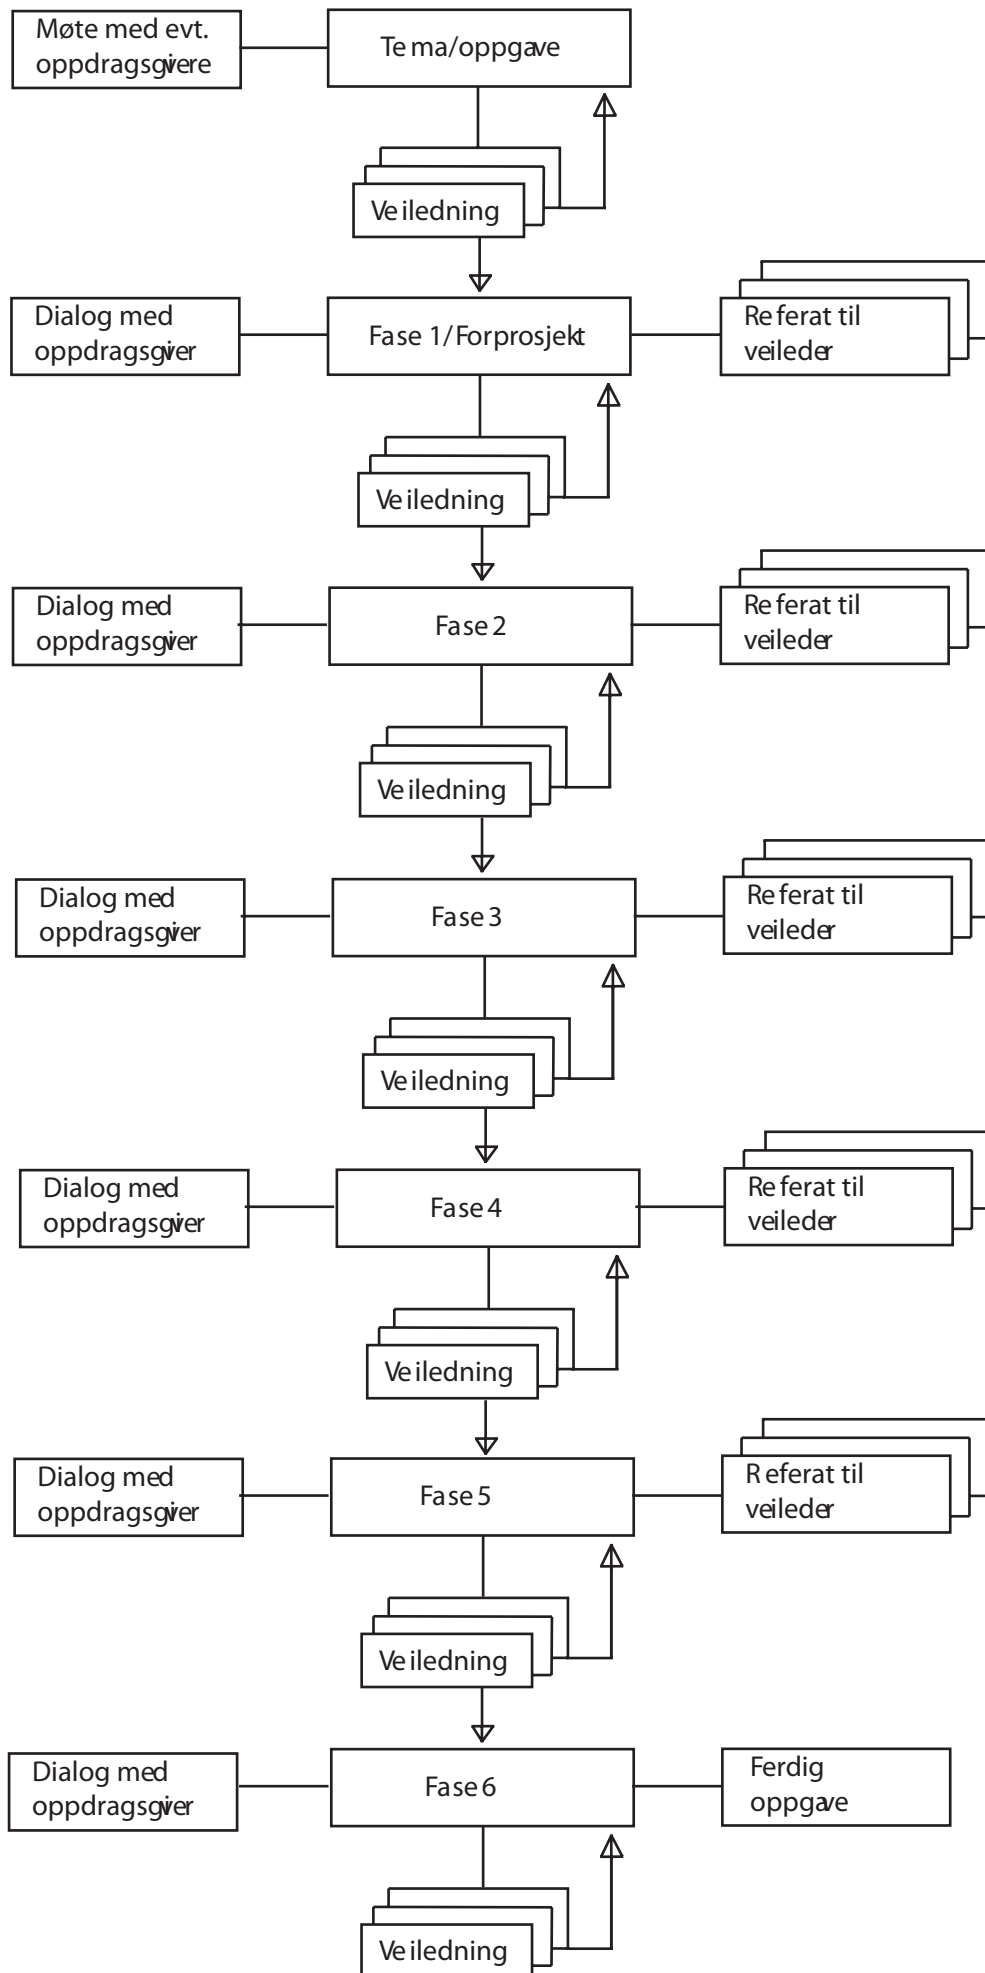 Møte med evt.
oppdragsgivere
Tema/oppgave
Veiledning
Dialog med
oppdragsgiver
Fase 1/Forprosjekt
Referat til
veileder
Veiledning
Dialog med
oppdragsgiver
Fase 2
Referat til
veileder
Veiledning
Dialog med
oppdragsgiver
Fase 3
Referat til
veileder
Veiledning
Dialog med
oppdragsgiver
Fase 4
Referat til
veileder
Veiledning
Dialog med
oppdragsgiver
Fase 5
Referat til
veileder
Veiledning
Dialog med
oppdragsgiver
Fase 6
Ferdig
oppgave
Veiledning